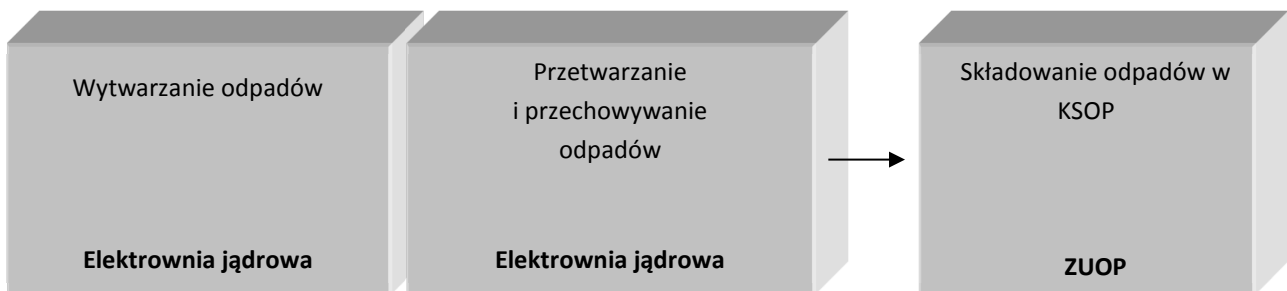 Wytwarzanie odpadów
Elektrownia jądrowa
Przetwarzanie
i przechowywanie
odpadów
Elektrownia jądrowa
Składowanie odpadów w
KSOP
ZUOP